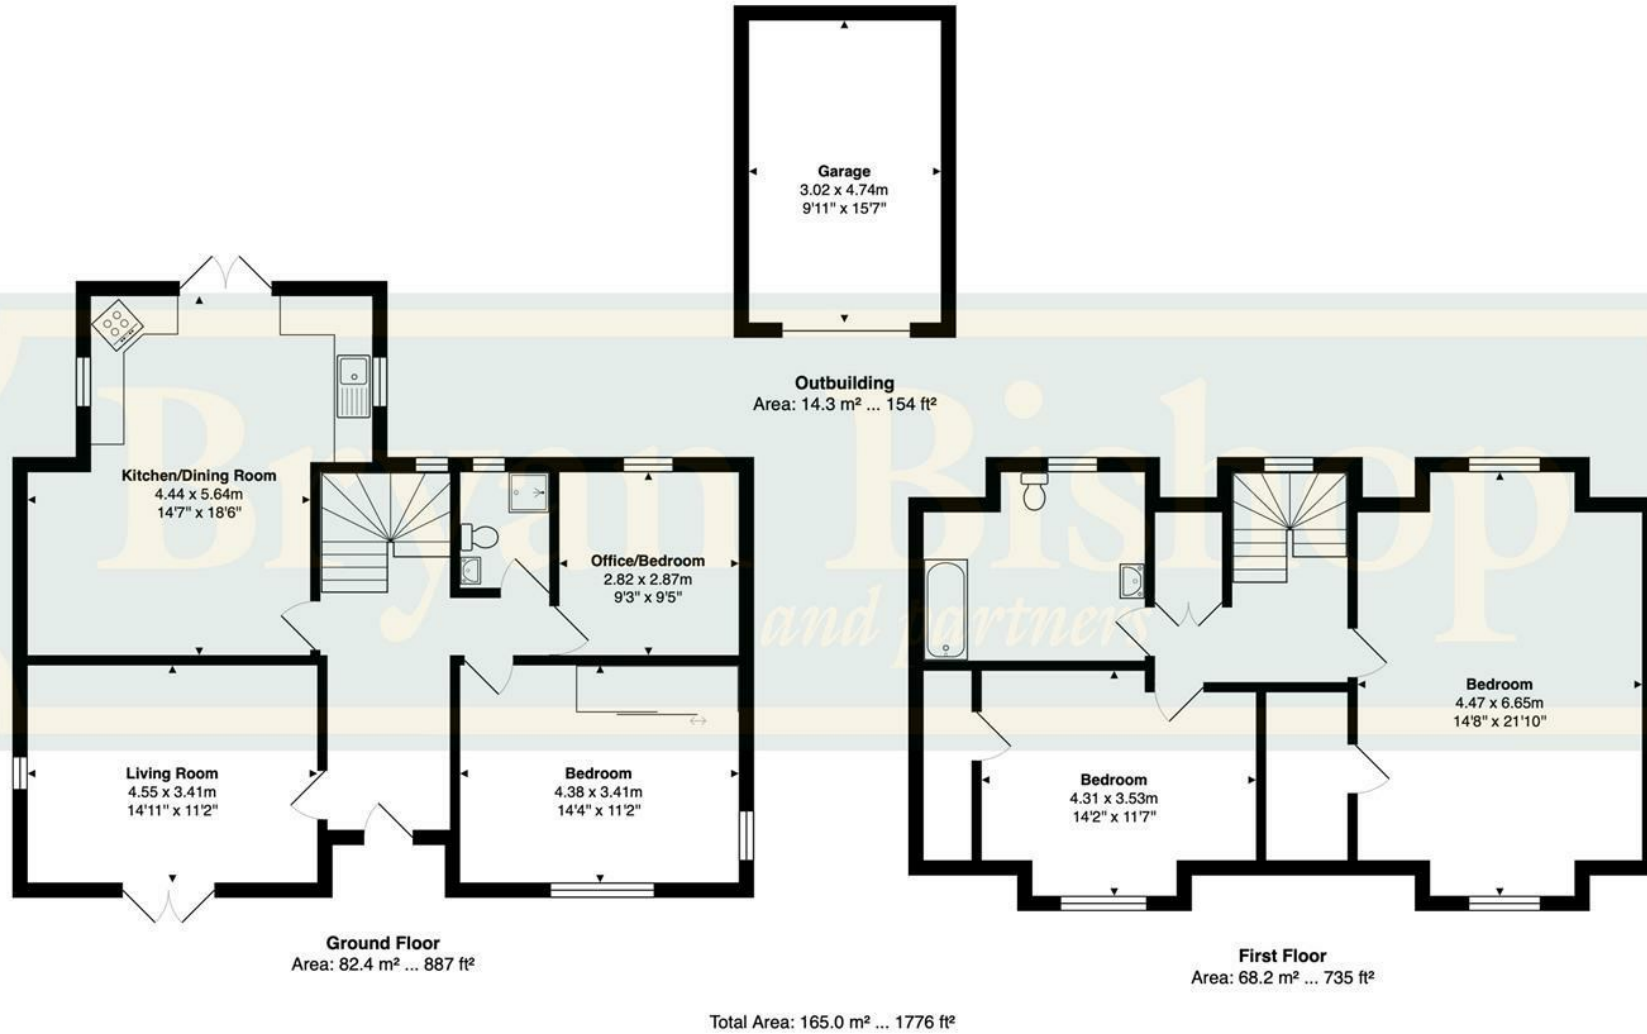 Garage
3.02 x 4.74m
9'11" x 15'7"
Outbuilding
Area: 14.3 m² ... 154 ft²
Kitchen/Dining Room
4.44 x 5.64m
14'7" x 18'6"
Office/Bedroom
2.82 x 2.87m
9'3" x 9'5"
Living Room
4.55 x 3.41m
14'11" x 11'2"
Bedroom
4.38 x 3.41m
14'4" x 11'2"
Ground Floor
Area: 82.4 m² ... 887 ft²
Bedroom
4.47 x 6.65m
14'8" x 21'10"
Bedroom
4.31 x 3.53m
14'2" x 11'7"
First Floor
Area: 68.2 m² ... 735 ft²
Total Area: 165.0 m² ... 1776 ft²
Bryan Bishop
and partners